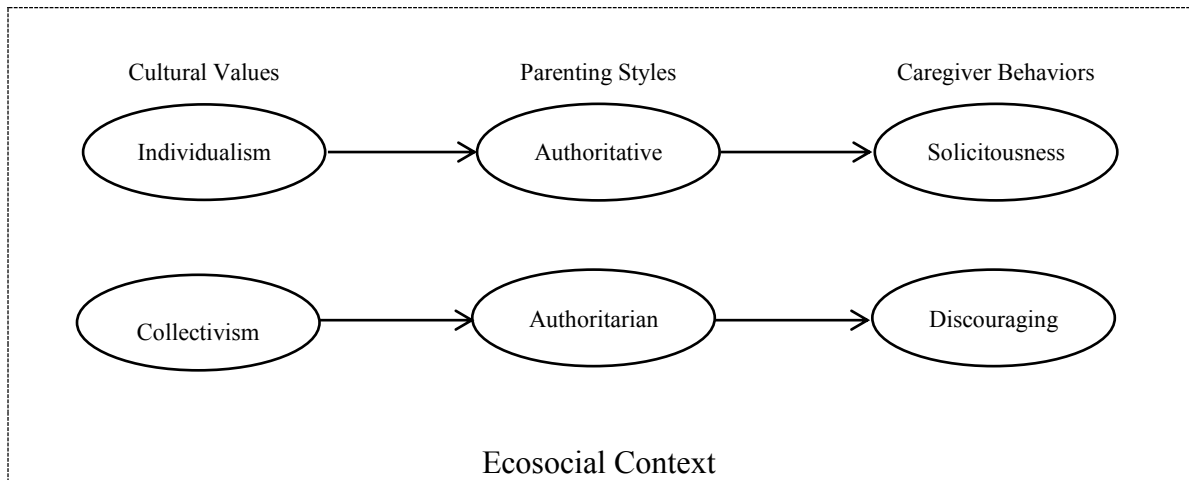 Cultural Values Parenting Styles Caregiver Behaviors
Individualism Authoritative Solicitousness
Collectivism Authoritarian Discouraging
Ecosocial Context